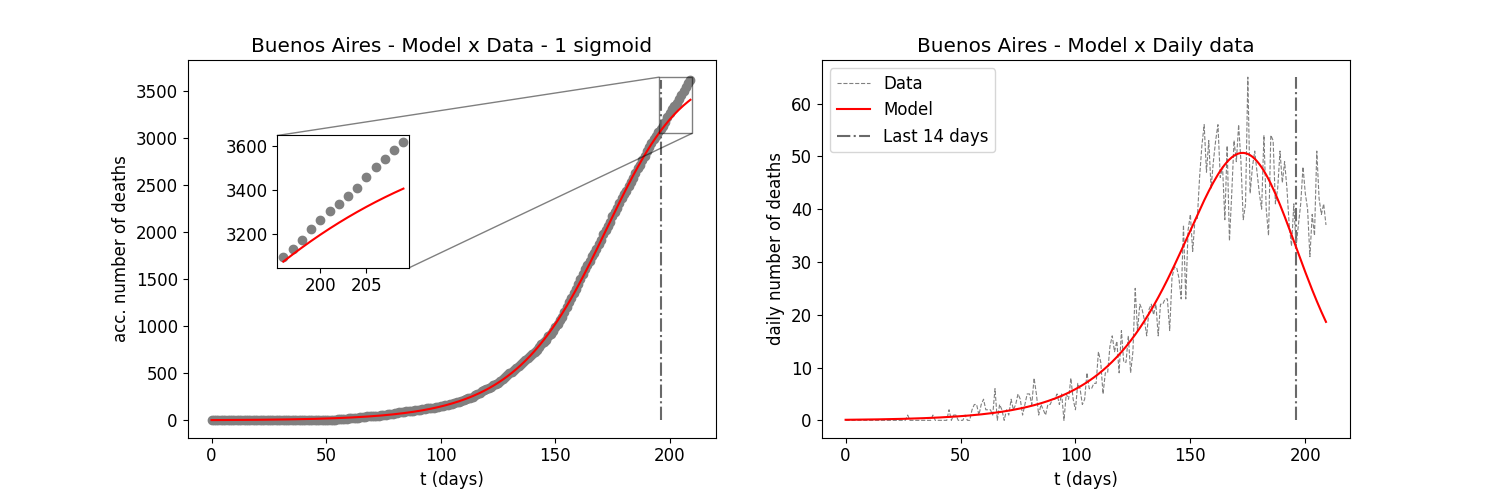 Buenos Aires - Model x Data - 1 sigmoid
acc. number of deaths
3500
3000
2500
2000
1500
1000
500
0
3600
3400
3200
200 205
0 50 100 150 200
t (days)
Buenos Aires - Model x Daily data
Data
Model
Last 14 days
daily number of deaths
60
50
40
30
20
10
0
0 50 100 150 200
t (days)